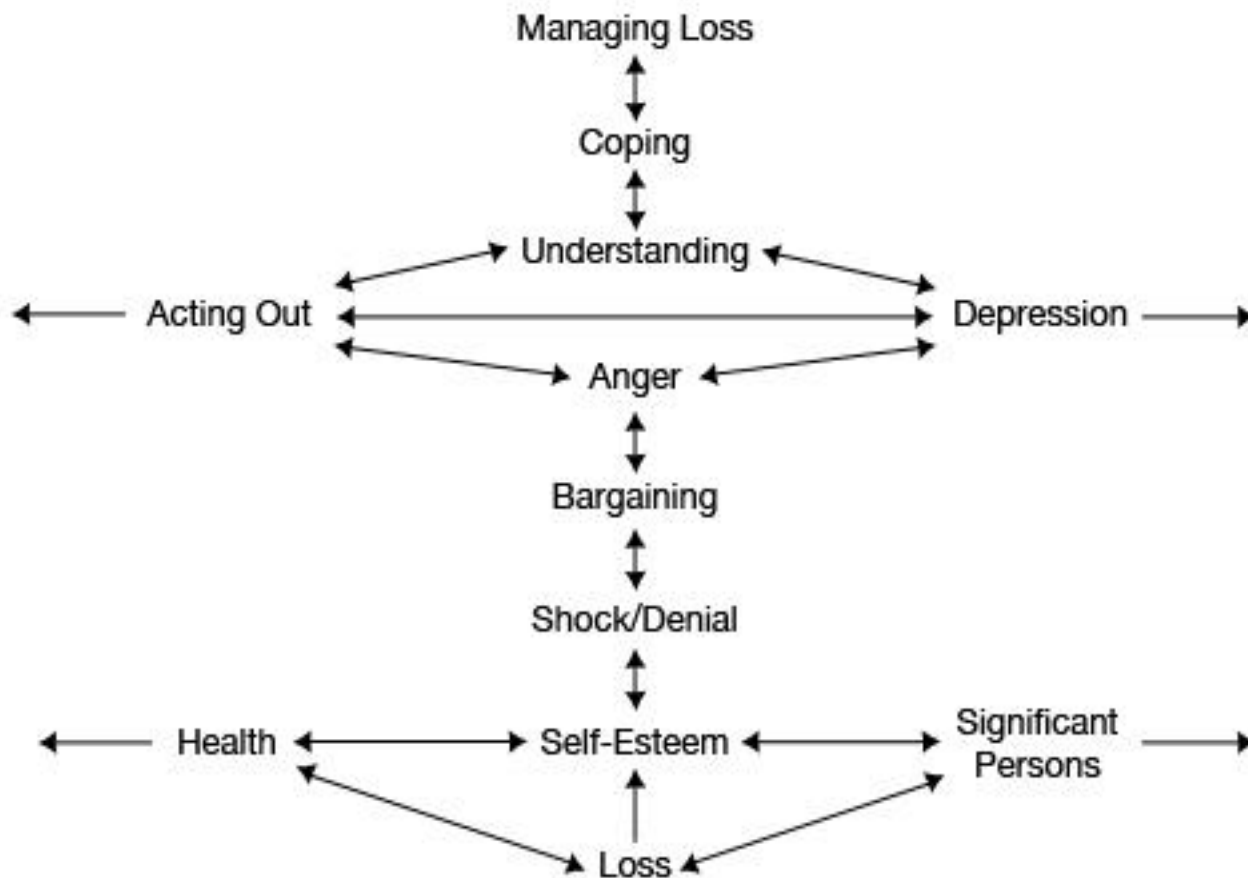 Managing Loss
Coping
Understanding
Acting Out
Depression
Anger
Bargaining
Shock/Denial
Health
Self-Esteem
Significant
Persons
Loss